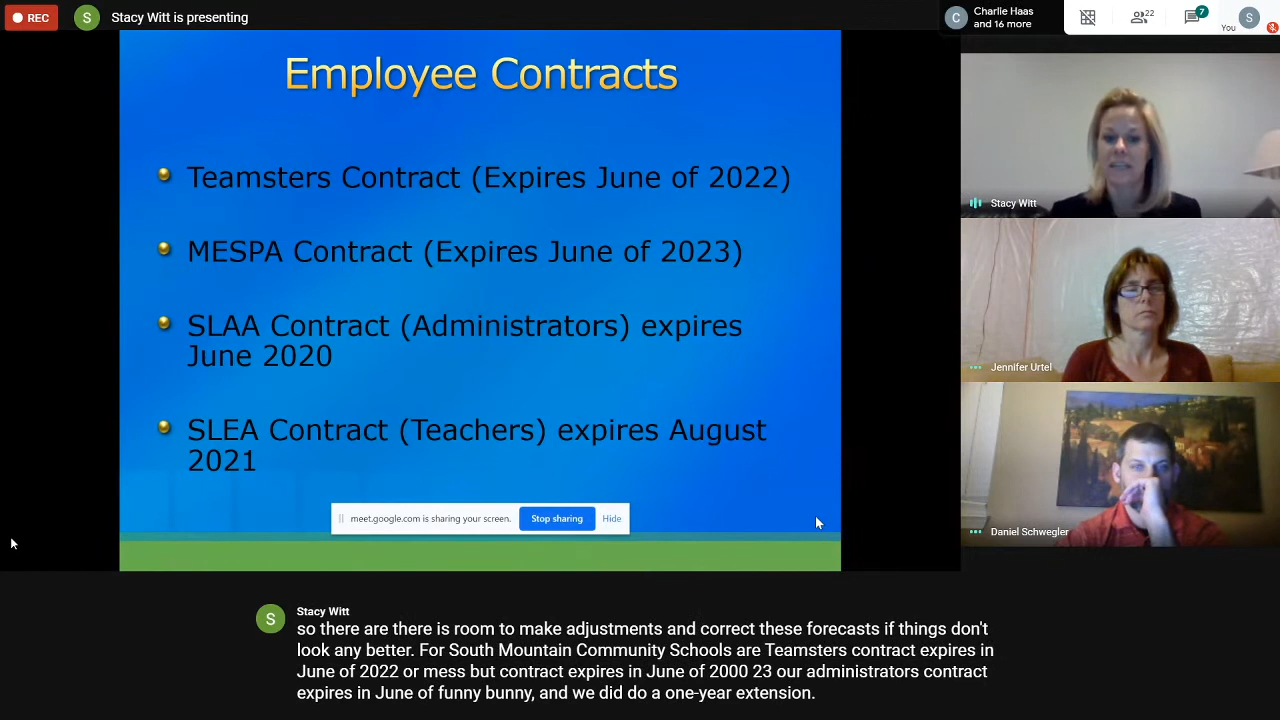 REC
S
Stacy Witt is presenting
C
Charlie Haas
and 16 more
22
7
You
S
Employee Contracts
Teamsters Contract (Expires June of 2022)
MESPA Contract (Expires June of 2023)
SLAA Contract (Administrators) expires
June 2020
SLEA Contract (Teachers) expires August
2021
meet.google.com is sharing your screen.
Stop sharing
Hide
Stacy Witt
Jennifer Urtel
Daniel Schwegler
S
Stacy Witt
so there are there is room to make adjustments and correct these forecasts if things don't
look any better. For South Mountain Community Schools are Teamsters contract expires in
June of 2022 or mess but contract expires in June of 2000 23 our administrators contract
expires in June of funny bunny, and we did do a one-year extension.